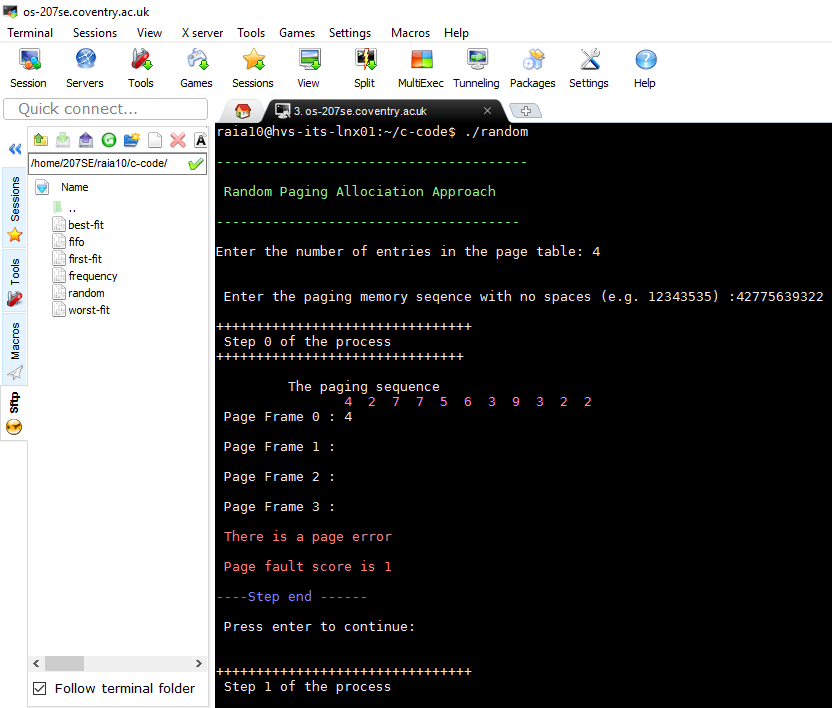 os-207se.coventry.ac.uk
Terminal Sessions View X server Tools Games Settings Macros Help
Session Servers Tools Games Sessions View Split MultiExec Tunneling Packages Settings Help
Quick connect...
3. os-207se.coventry.ac.uk
/home/207SE/raia10/c-code/
Name
..
best-fit
fifo
first-fit
frequency
random
worst-fit
Sessions
Tools
Macros
Sftp
Follow terminal folder
raia10@hvs-its-lnx01:~/c-code$ ./random
---------------------------------------
Random Paging Allociation Approach
--------------------------------------
Enter the number of entries in the page table: 4
Enter the paging memory seqence with no spaces (e.g. 12343535) :42775639322
++++++++++++++++++++++++++++++++
Step 0 of the process
+++++++++++++++++++++++++++++++
The paging sequence
4 2 7 7 5 6 3 9 3 2 2
Page Frame 0 : 4
Page Frame 1 :
Page Frame 2 :
Page Frame 3 :
There is a page error
Page fault score is 1
----Step end ------
Press enter to continue:
++++++++++++++++++++++++++++++++
Step 1 of the process